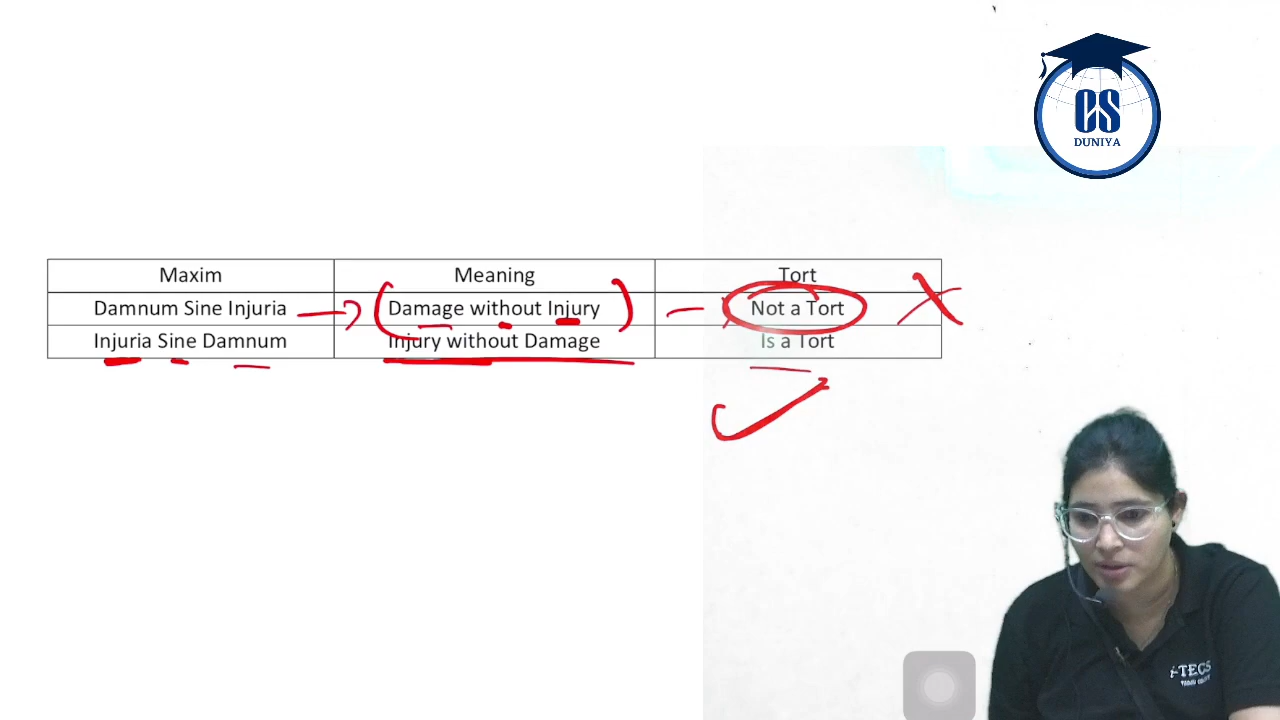 CS
DUNIYA
Maxim Meaning Tort
Damnum Sine Injuria Damage without Injury Not a Tort
Injuria Sine Damnum Injury without Damage Is a Tort
i-TECS